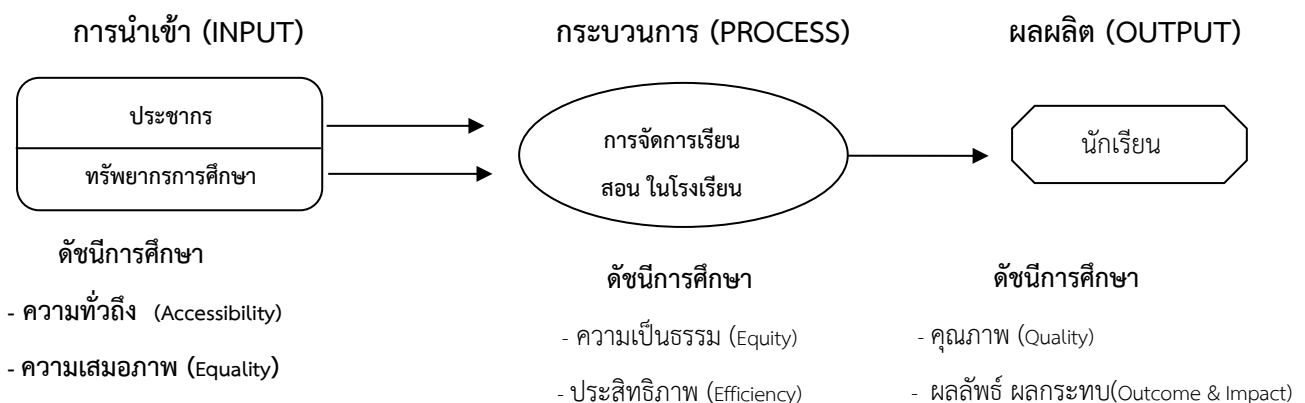 การนำเข้า (INPUT)
กระบวนการ (PROCESS)
ผลผลิต (OUTPUT)
ประชากร
ทรัพยากรการศึกษา
การจัดการเรียน
สอน ในโรงเรียน
นักเรียน
ดัชนีการศึกษา
- ความทั่วถึง (Accessibility)
- ความเสมอภาพ (Equality)
ดัชนีการศึกษา
- ความเป็นธรรม (Equity)
- ประสิทธิภาพ (Efficiency)
ดัชนีการศึกษา
- คุณภาพ (Quality)
- ผลลัพธ์ ผลกระทบ(Outcome & Impact)